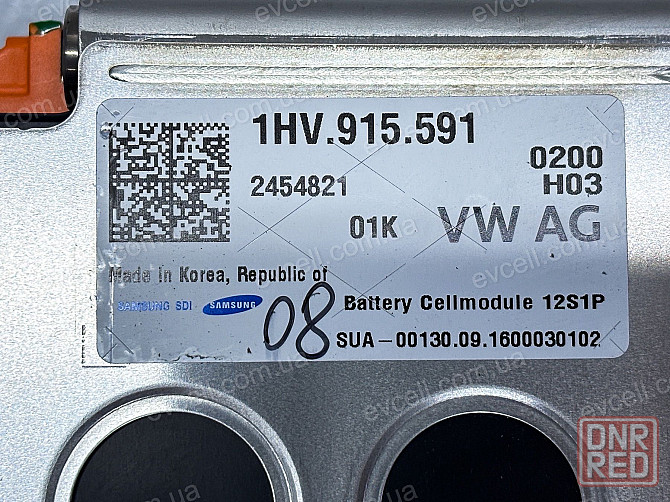 1HV.915.591
0200
2454821
H03
01K
VW AG
Made in Korea, Republic of
SAMSUNG SDI
SAMSUNG
08
Battery Cellmodule 12S1P
SUA-00130.09.1600030102
evcell.com.ua
DNR
RED